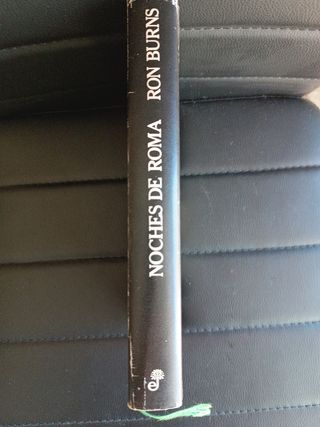 NOCHES DE ROMA RON BURNS
e